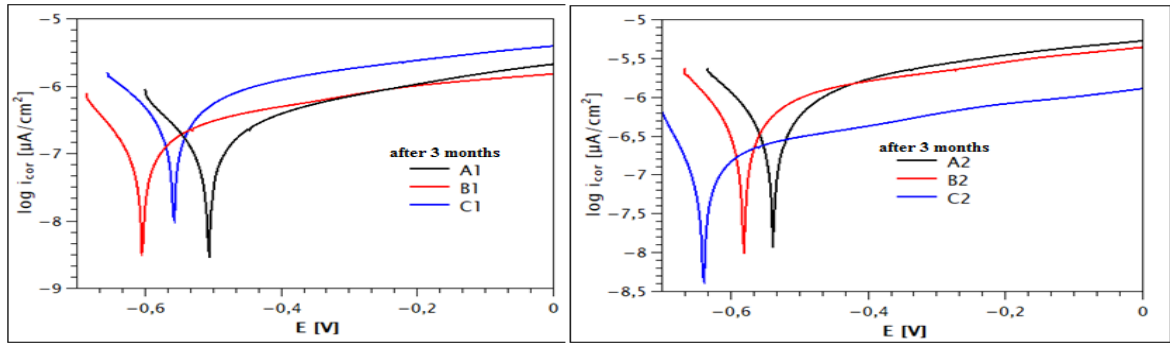 −5
−6
−7
−8
−9
log i_cor [µA/cm²]
after 3 months
A1
B1
C1
−0,6 −0,4 −0,2 0
E [V]
−5
−5,5
−6
−6,5
−7
−7,5
−8
−8,5
log i_cor [µA/cm²]
after 3 months
A2
B2
C2
−0,6 −0,4 −0,2 0
E [V]